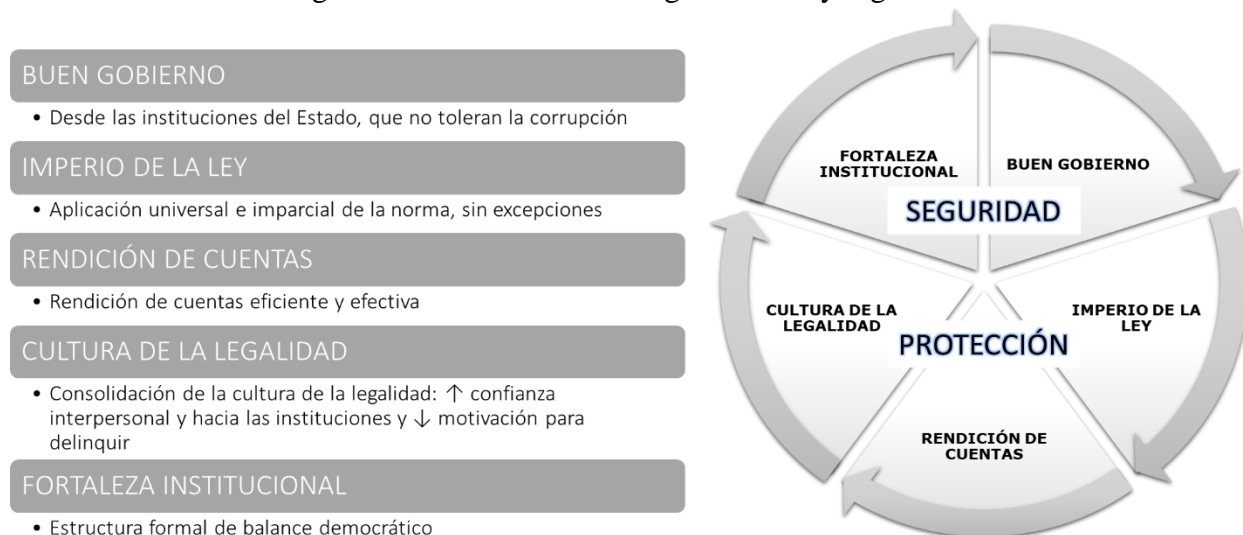 BUEN GOBIERNO
• Desde las instituciones del Estado, que no toleran la corrupción
IMPERIO DE LA LEY
• Aplicación universal e imparcial de la norma, sin excepciones
RENDICIÓN DE CUENTAS
• Rendición de cuentas eficiente y efectiva
CULTURA DE LA LEGALIDAD
• Consolidación de la cultura de la legalidad: ↑ confianza
interpersonal y hacia las instituciones y ↓ motivación para
delinquir
FORTALEZA INSTITUCIONAL
• Estructura formal de balance democrático
FORTALEZA
INSTITUCIONAL
BUEN GOBIERNO
SEGURIDAD
CULTURA DE LA
LEGALIDAD
IMPERIO DE LA
LEY
PROTECCIÓN
RENDICIÓN DE
CUENTAS